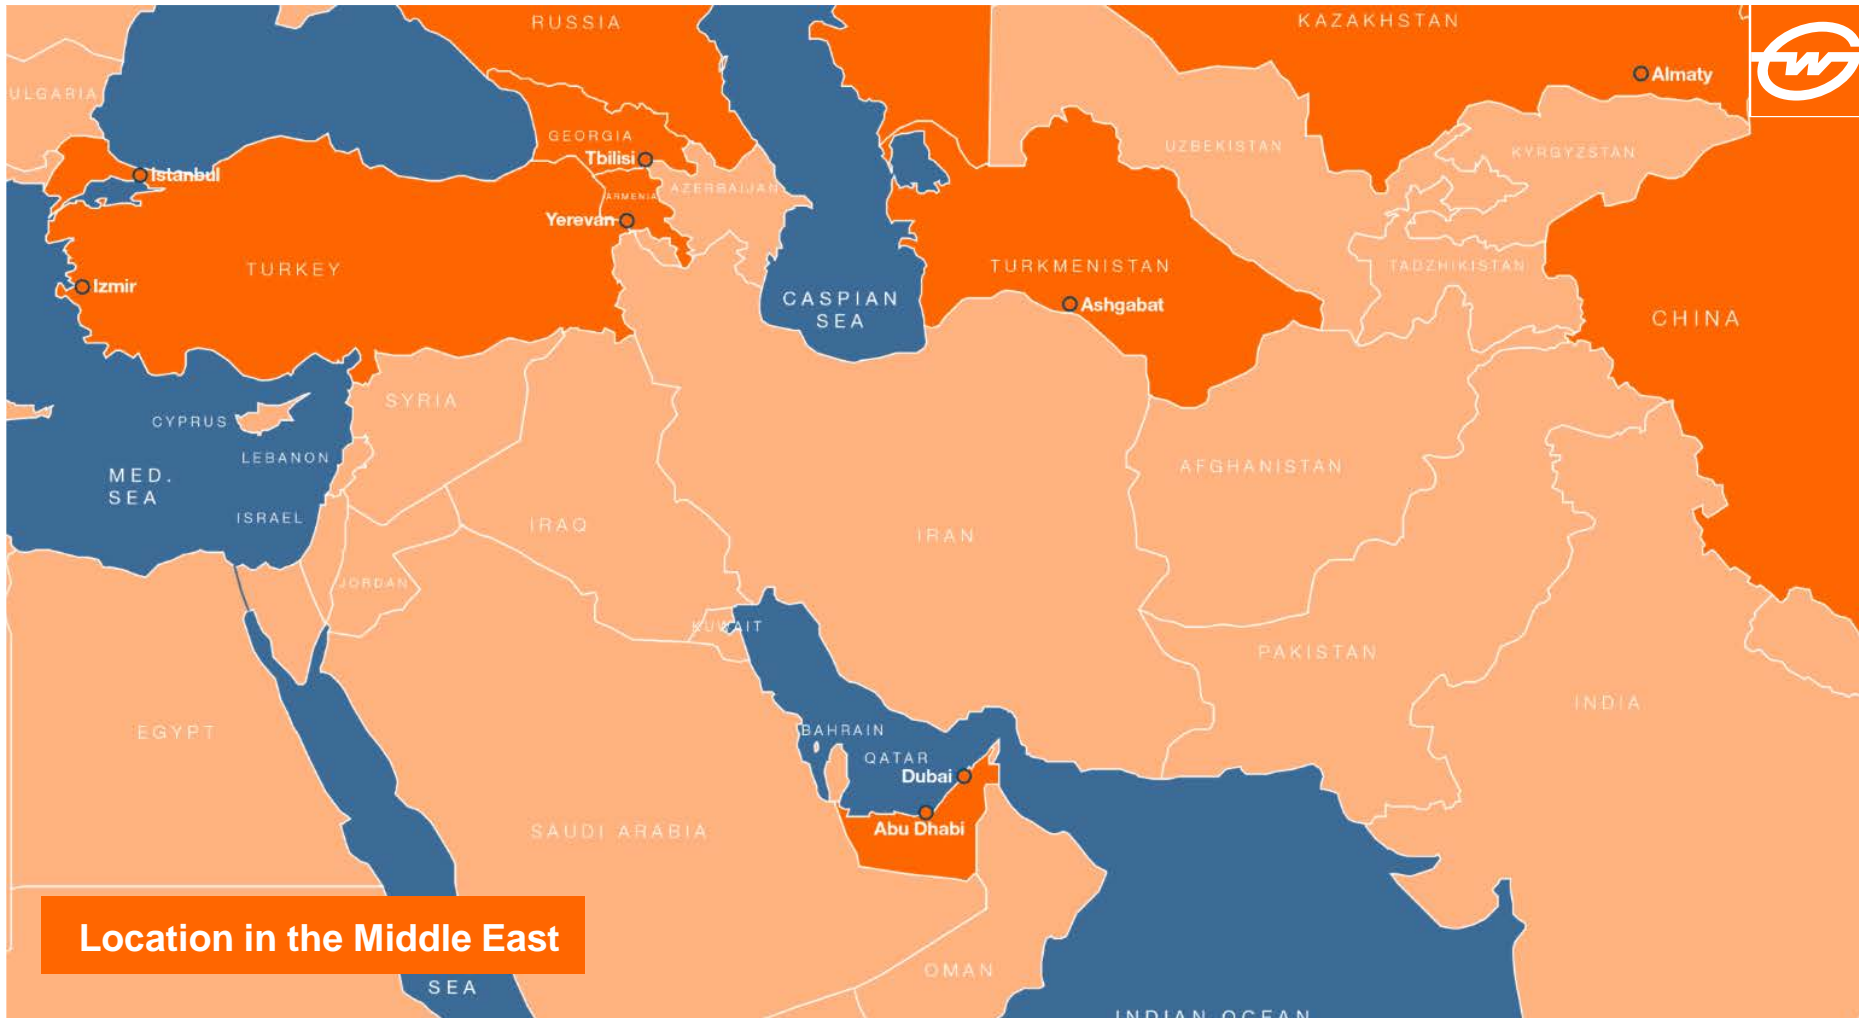 RUSSIA
KAZAKHSTAN
W
Almaty
ULGARIA
GEORGIA
UZBEKISTAN
KYRGYZSTAN
Tbilisi
Istanbul
AZERBAIJAN
ARMENIA
Yerevan
TURKEY
TURKMENISTAN
TADZHIKISTAN
Izmir
CASPIAN
SEA
Ashgabat
CHINA
SYRIA
CYPRUS
LEBANON
AFGHANISTAN
MED.
SEA
ISRAEL
IRAQ
IRAN
JORDAN
KUWAIT
PAKISTAN
INDIA
EGYPT
BAHRAIN
QATAR
Dubai
Abu Dhabi
SAUDI ARABIA
Location in the Middle East
OMAN
SEA
INDIAN OCEAN